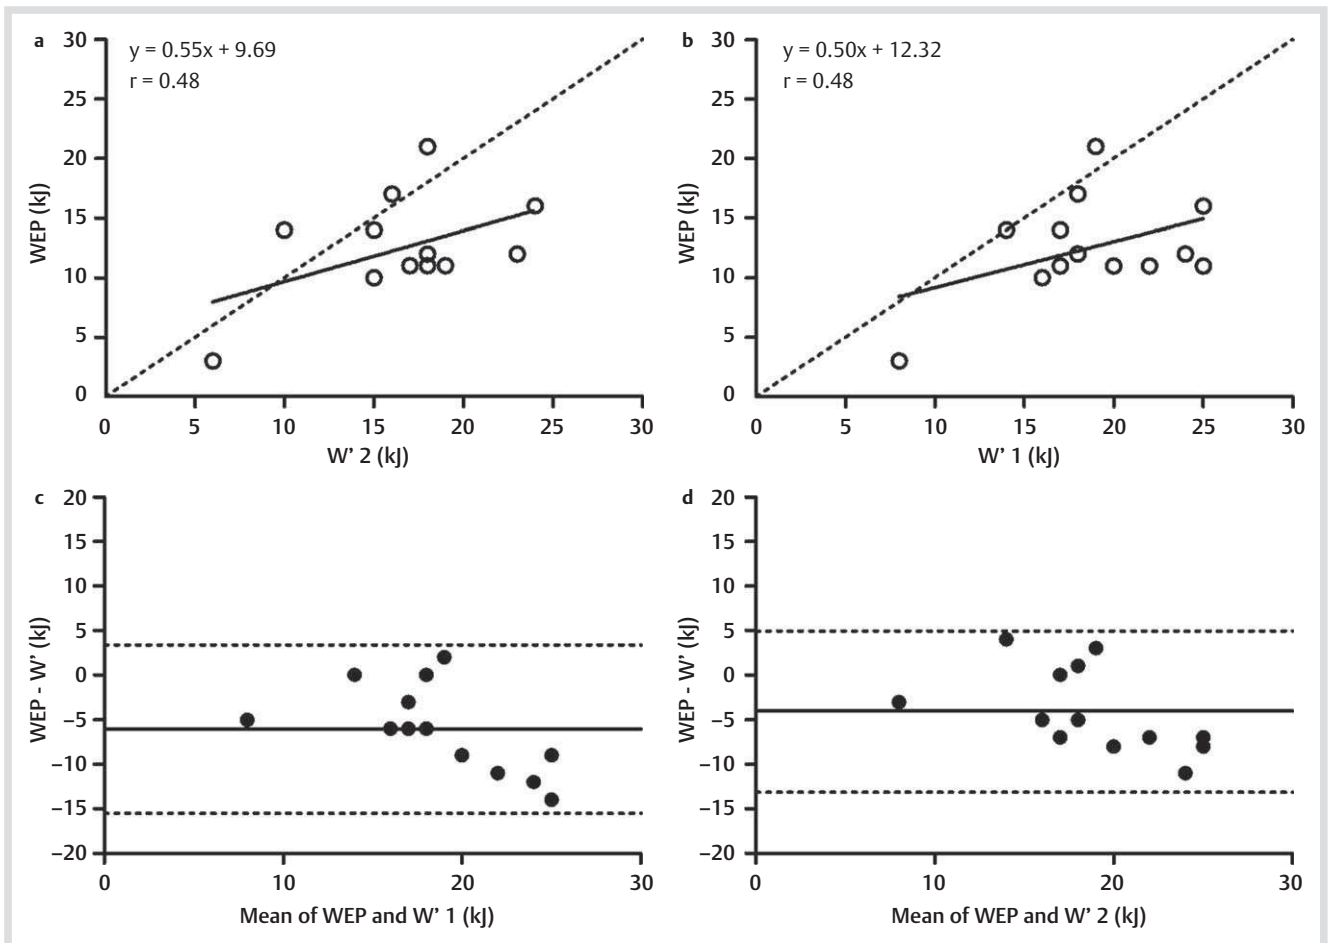 a
y = 0.55x + 9.69
r = 0.48
30
25
20
15
10
5
0
WEP (kJ)
0 5 10 15 20 25 30
W’ 2 (kJ)
b
y = 0.50x + 12.32
r = 0.48
30
25
20
15
10
5
0
WEP (kJ)
0 5 10 15 20 25 30
W’ 1 (kJ)
c
20
15
10
5
0
–5
–10
–15
–20
WEP - W’ (kJ)
0 10 20 30
Mean of WEP and W’ 1 (kJ)
d
20
15
10
5
0
–5
–10
–15
–20
WEP - W’ (kJ)
0 10 20 30
Mean of WEP and W’ 2 (kJ)